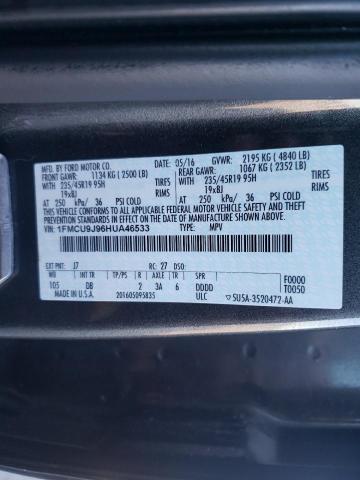 MFD. BY FORD MOTOR CO.
05/16 GVWR: 2195 KG ( 4840 LB)
FRONT GAWR: 1134 KG (2500 LB) REAR GAWR: 1067 KG (2352 LB)
WITH 235/45R19 95H TIRES WITH 235/45R19 95H TIRES
19x8J RIMS 19x8J RIMS
AT 250 kPa/ 36 PSI COLD AT 250 kPa/ 36 PSI COLD
THIS VEHICLE CONFORMS TO ALL APPLICABLE FEDERAL MOTOR VEHICLE SAFETY AND THEFT
PREVENTION STANDARDS IN EFFECT ON THE DATE OF MANUFACTURE SHOWN ABOVE.
VIN: 1FMCU9J96HUA46533 TYPE: MPV
EXT PNT: J7 RC: 27 DSO:
WB INT TR TP/PS R AXLE TR SPR F0000
105 DB 2 3A 6 DDDD T0050
MADE IN U.S.A. 201605095835 ULC
5U5A-3520472-AA